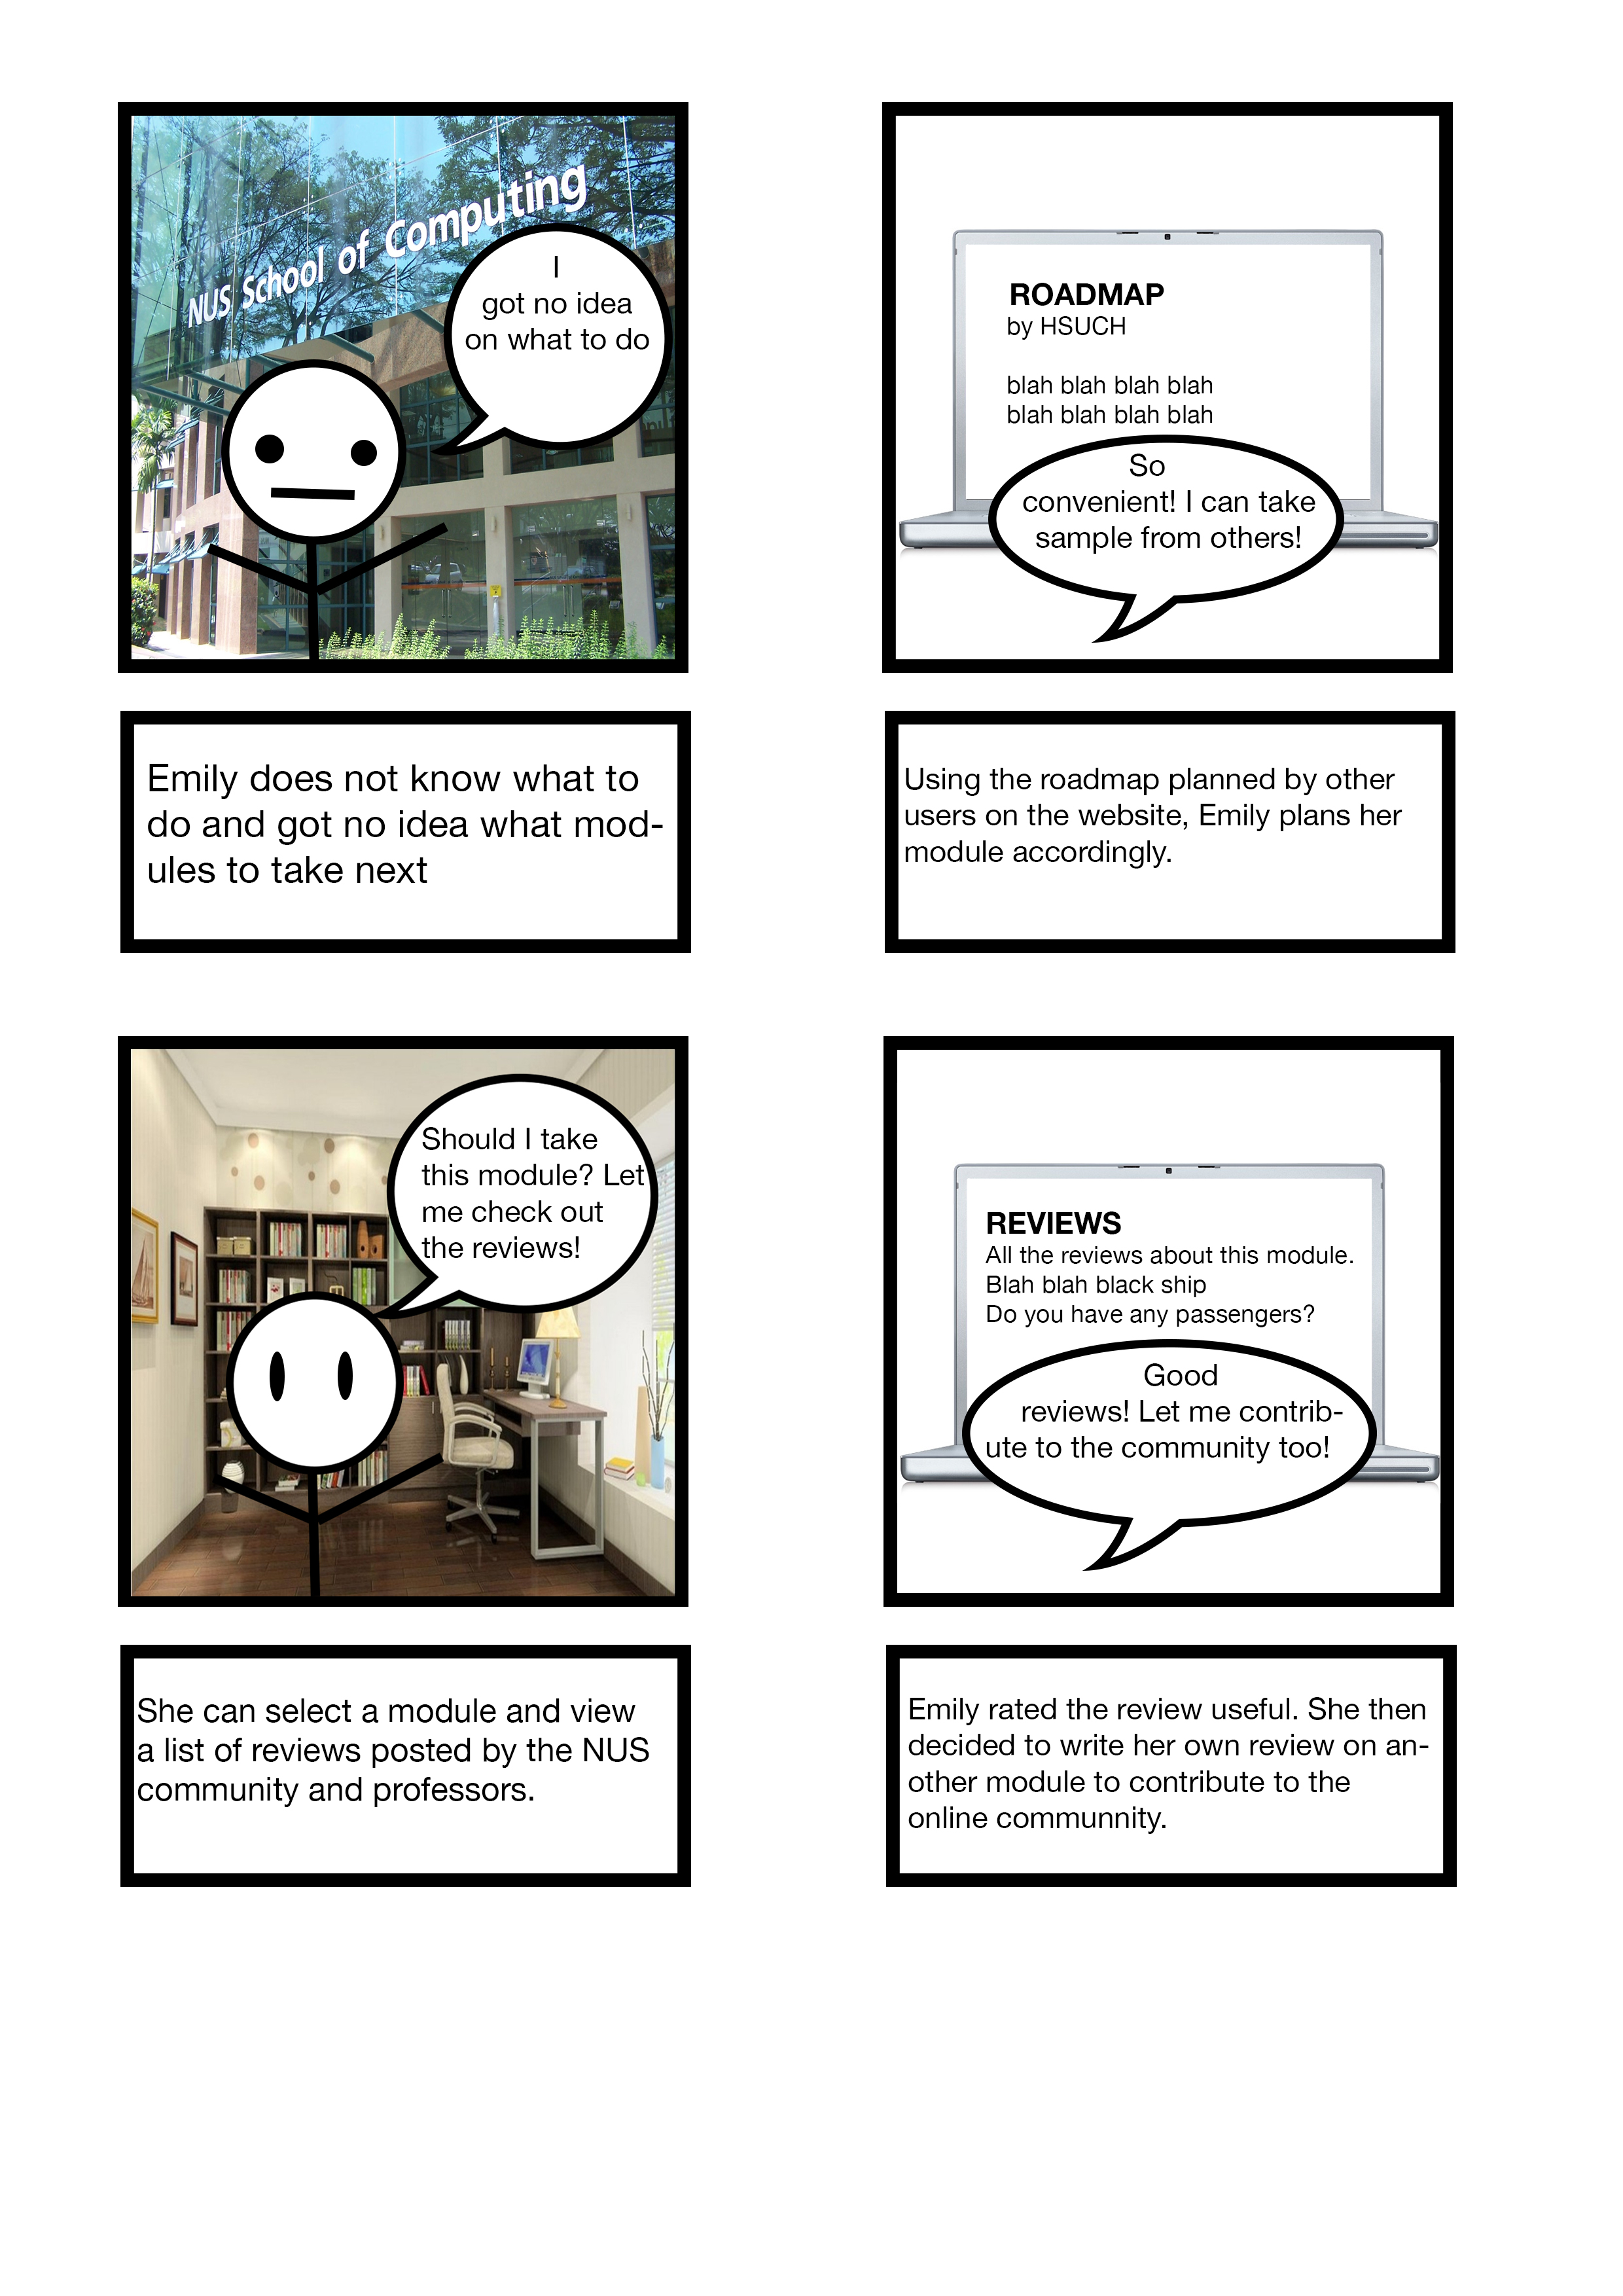 NUS School of Computing
I
got no idea
on what to do
Emily does not know what to
do and got no idea what mod-
ules to take next
ROADMAP
by HSUCH
blah blah blah blah
blah blah blah blah
So
convenient! I can take
sample from others!
Using the roadmap planned by other
users on the website, Emily plans her
module accordingly.
Should I take
this module? Let
me check out
the reviews!
She can select a module and view
a list of reviews posted by the NUS
community and professors.
REVIEWS
All the reviews about this module.
Blah blah black ship
Do you have any passengers?
Good
reviews! Let me contrib-
ute to the community too!
Emily rated the review useful. She then
decided to write her own review on an-
other module to contribute to the
online communnity.